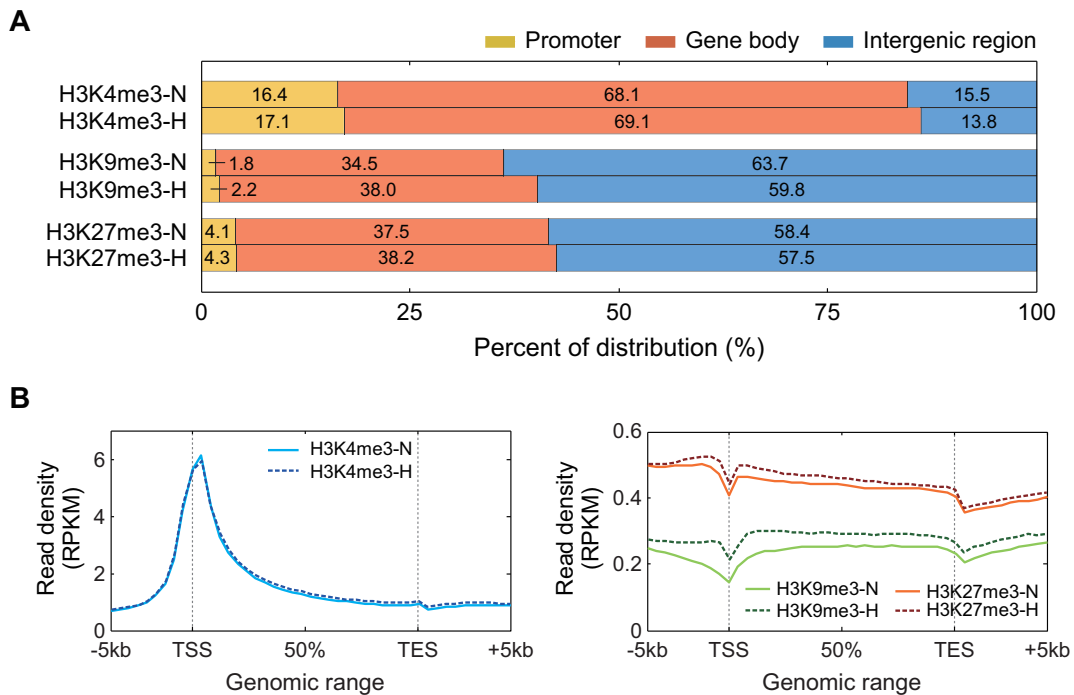 A
Promoter Gene body Intergenic region
H3K4me3-N 16.4 68.1 15.5
H3K4me3-H 17.1 69.1 13.8
H3K9me3-N 1.8 34.5 63.7
H3K9me3-H 2.2 38.0 59.8
H3K27me3-N 4.1 37.5 58.4
H3K27me3-H 4.3 38.2 57.5
0 25 50 75 100
Percent of distribution (%)
B
Read density
(RPKM)
6
4
2
0
H3K4me3-N
H3K4me3-H
-5kb TSS 50% TES +5kb
Genomic range
Read density
(RPKM)
0.6
0.4
0.2
0
H3K9me3-N H3K27me3-N
H3K9me3-H H3K27me3-H
-5kb TSS 50% TES +5kb
Genomic range